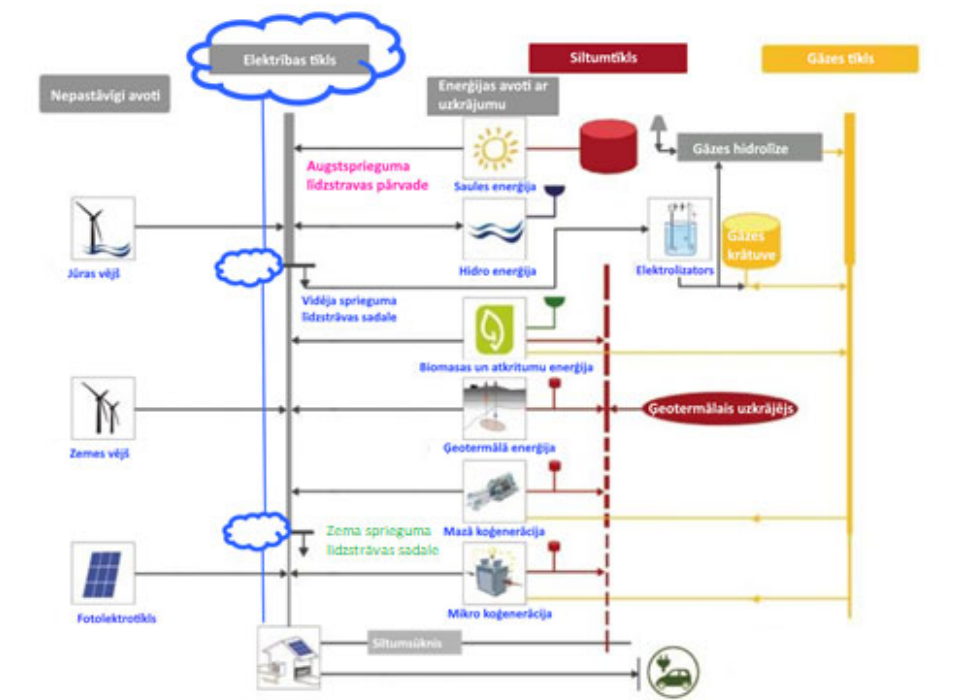 Elektrības tīkls
Siltumtīkls
Gāzes tīkls
Nepastāvīgi avoti
Enerģijas avoti ar
uzkrājumu
Gāzes hidrolīze
Augstsprieguma
līdzstravas pārvade
Saules enerģija
Gāzes
krātuve
Jūras vējš
Hidro enerģija
Elektrolizators
Vidēja sprieguma
līdzstrāvas sadale
Biomasas un atkritumu enerģija
Ģeotermālais uzkrājējs
Zemes vējš
Ģeotermālā enerģija
Zema sprieguma
līdzstrāvas sadale
Mazā koģenerācija
Fotolektrotīkls
Mikro koģenerācija
Siltumsūknis